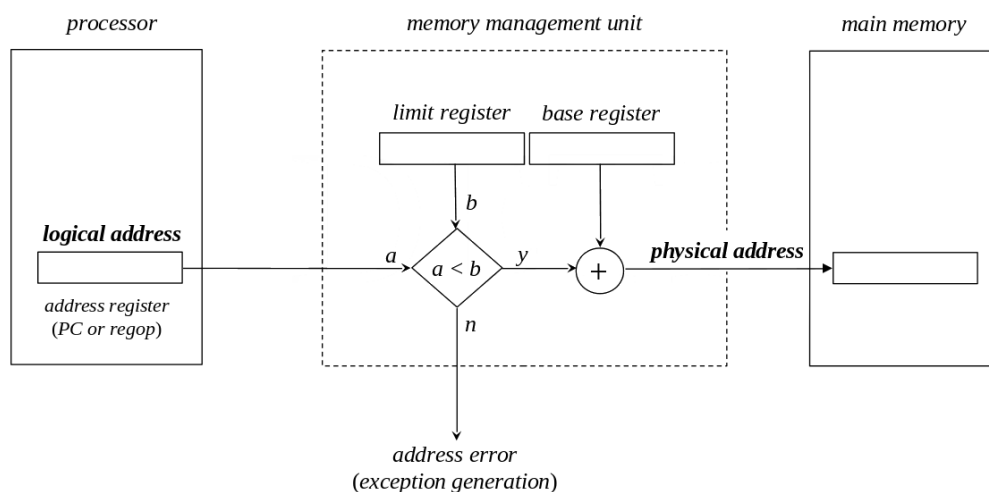 processor
memory management unit
main memory
limit register
base register
b
logical address
a
a < b
y
+
physical address
address register
(PC or regop)
n
address error
(exception generation)